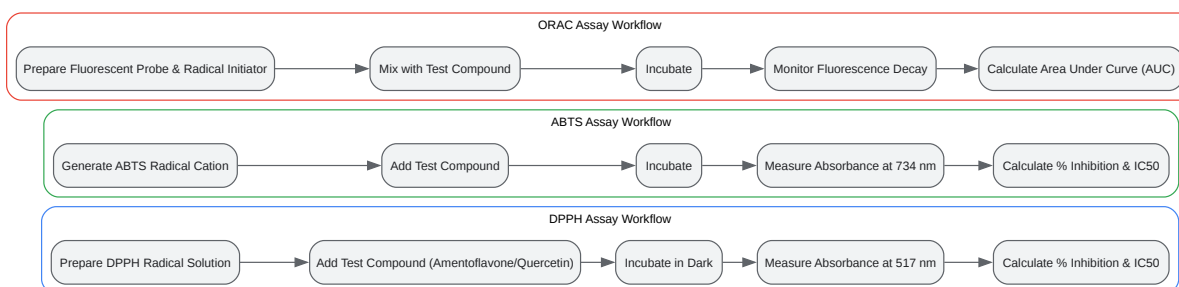 ORAC Assay Workflow
Prepare Fluorescent Probe & Radical Initiator
Mix with Test Compound
Incubate
Monitor Fluorescence Decay
Calculate Area Under Curve (AUC)
ABTS Assay Workflow
Generate ABTS Radical Cation
Add Test Compound
Incubate
Measure Absorbance at 734 nm
Calculate % Inhibition & IC50
DPPH Assay Workflow
Prepare DPPH Radical Solution
Add Test Compound (Amentoflavone/Quercetin)
Incubate in Dark
Measure Absorbance at 517 nm
Calculate % Inhibition & IC50